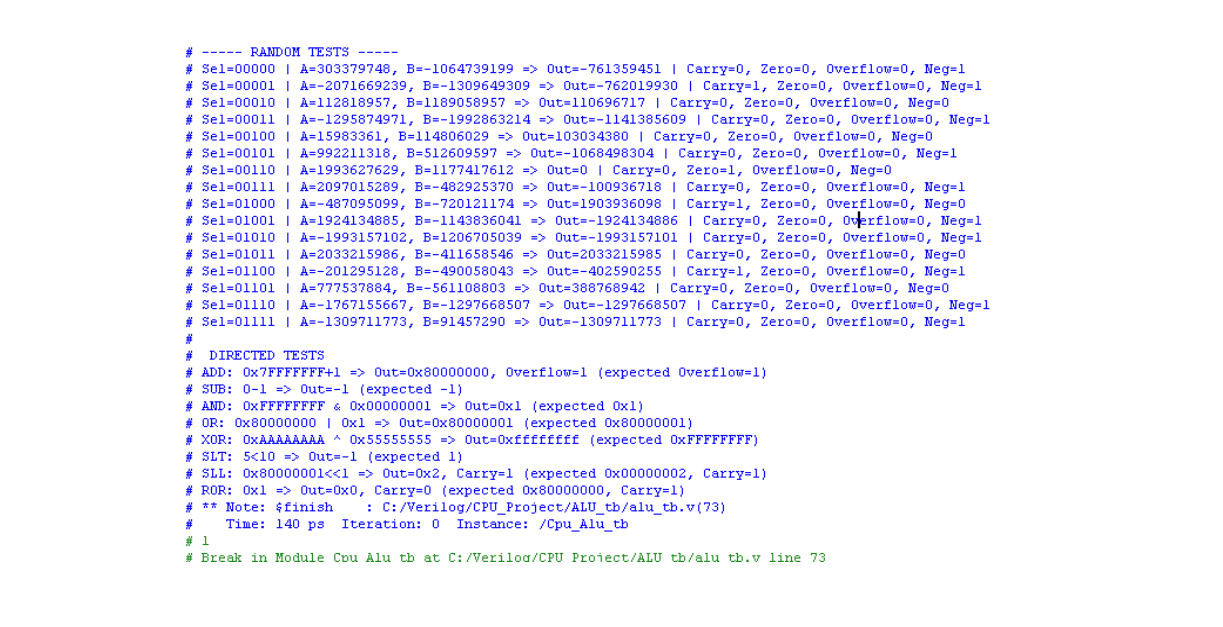 # ----- RANDOM TESTS -----
# Sel=00000 | A=303379748, B=-1064739199 => Out=-761359451 | Carry=0, Zero=0, Overflow=0, Neg=1
# Sel=00001 | A=-2071669239, B=-1309649309 => Out=-762019930 | Carry=1, Zero=0, Overflow=0, Neg=1
# Sel=00010 | A=112818957, B=1189058957 => Out=110696717 | Carry=0, Zero=0, Overflow=0, Neg=0
# Sel=00011 | A=-1295874971, B=-1992863214 => Out=-1141385609 | Carry=0, Zero=0, Overflow=0, Neg=1
# Sel=00100 | A=15983361, B=114806029 => Out=103034380 | Carry=0, Zero=0, Overflow=0, Neg=0
# Sel=00101 | A=992211318, B=512609597 => Out=-1068498304 | Carry=0, Zero=0, Overflow=0, Neg=1
# Sel=00110 | A=1993627629, B=1177417612 => Out=0 | Carry=0, Zero=1, Overflow=0, Neg=0
# Sel=00111 | A=2097015289, B=-482925370 => Out=-100936718 | Carry=0, Zero=0, Overflow=0, Neg=1
# Sel=01000 | A=-487095099, B=-720121174 => Out=1903936098 | Carry=1, Zero=0, Overflow=0, Neg=0
# Sel=01001 | A=1924134885, B=-1143836041 => Out=-1924134886 | Carry=0, Zero=0, Overflow=0, Neg=1
# Sel=01010 | A=-1993157102, B=1206705039 => Out=-1993157101 | Carry=0, Zero=0, Overflow=0, Neg=1
# Sel=01011 | A=2033215986, B=-411658546 => Out=2033215985 | Carry=0, Zero=0, Overflow=0, Neg=0
# Sel=01100 | A=-201295128, B=-490058043 => Out=-402590255 | Carry=1, Zero=0, Overflow=0, Neg=1
# Sel=01101 | A=777537884, B=-561108803 => Out=388768942 | Carry=0, Zero=0, Overflow=0, Neg=0
# Sel=01110 | A=-1767155667, B=-1297668507 => Out=-1297668507 | Carry=0, Zero=0, Overflow=0, Neg=1
# Sel=01111 | A=-1309711773, B=91457290 => Out=-1309711773 | Carry=0, Zero=0, Overflow=0, Neg=1
#
#  DIRECTED TESTS
# ADD: 0x7FFFFFFF+1 => Out=0x80000000, Overflow=1 (expected Overflow=1)
# SUB: 0-1 => Out=-1 (expected -1)
# AND: 0xFFFFFFFF & 0x00000001 => Out=0x1 (expected 0x1)
# OR: 0x80000000 | 0x1 => Out=0x80000001 (expected 0x80000001)
# XOR: 0xAAAAAAAA ^ 0x55555555 => Out=0xffffffff (expected 0xFFFFFFFF)
# SLT: 5<10 => Out=-1 (expected 1)
# SLL: 0x80000001<<1 => Out=0x2, Carry=1 (expected 0x00000002, Carry=1)
# ROR: 0x1 => Out=0x0, Carry=0 (expected 0x80000000, Carry=1)
# ** Note: $finish    : C:/Verilog/CPU_Project/ALU_tb/alu_tb.v(73)
#    Time: 140 ps  Iteration: 0  Instance: /Cpu_Alu_tb
# 1
# Break in Module Cpu_Alu_tb at C:/Verilog/CPU_Project/ALU_tb/alu_tb.v line 73